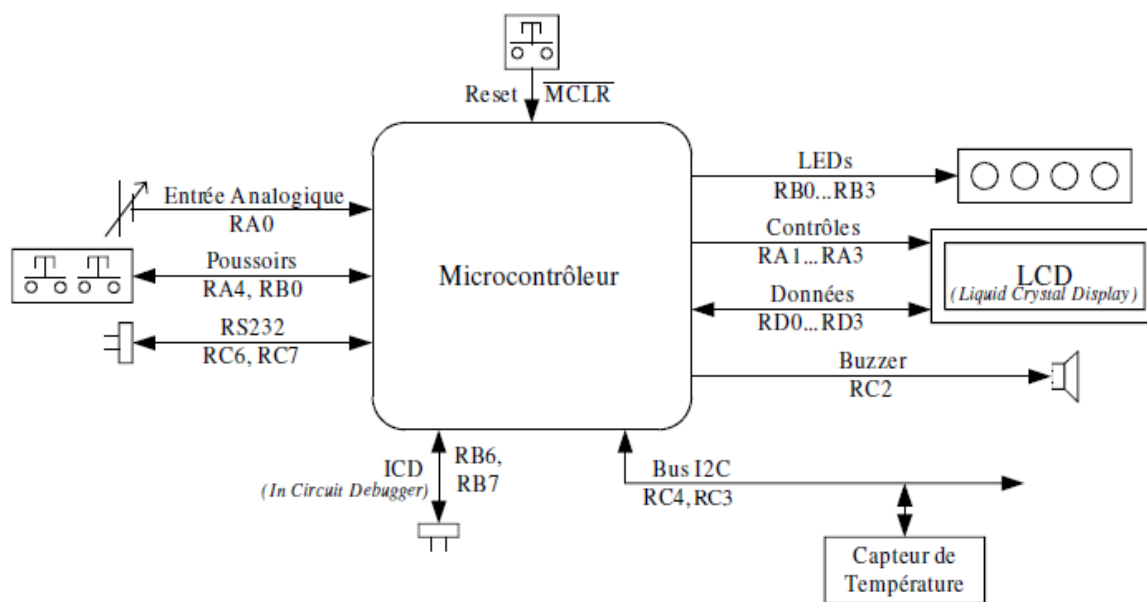 Reset MCLR
LEDs
RB0...RB3
Entrée Analogique
RA0
Contrôles
RA1...RA3
Poussoirs
RA4, RB0
Microcontrôleur
LCD
(Liquid Crystal Display)
Données
RD0...RD3
RS232
RC6, RC7
Buzzer
RC2
ICD
(In Circuit Debugger)
RB6,
RB7
Bus I2C
RC4, RC3
Capteur de
Température